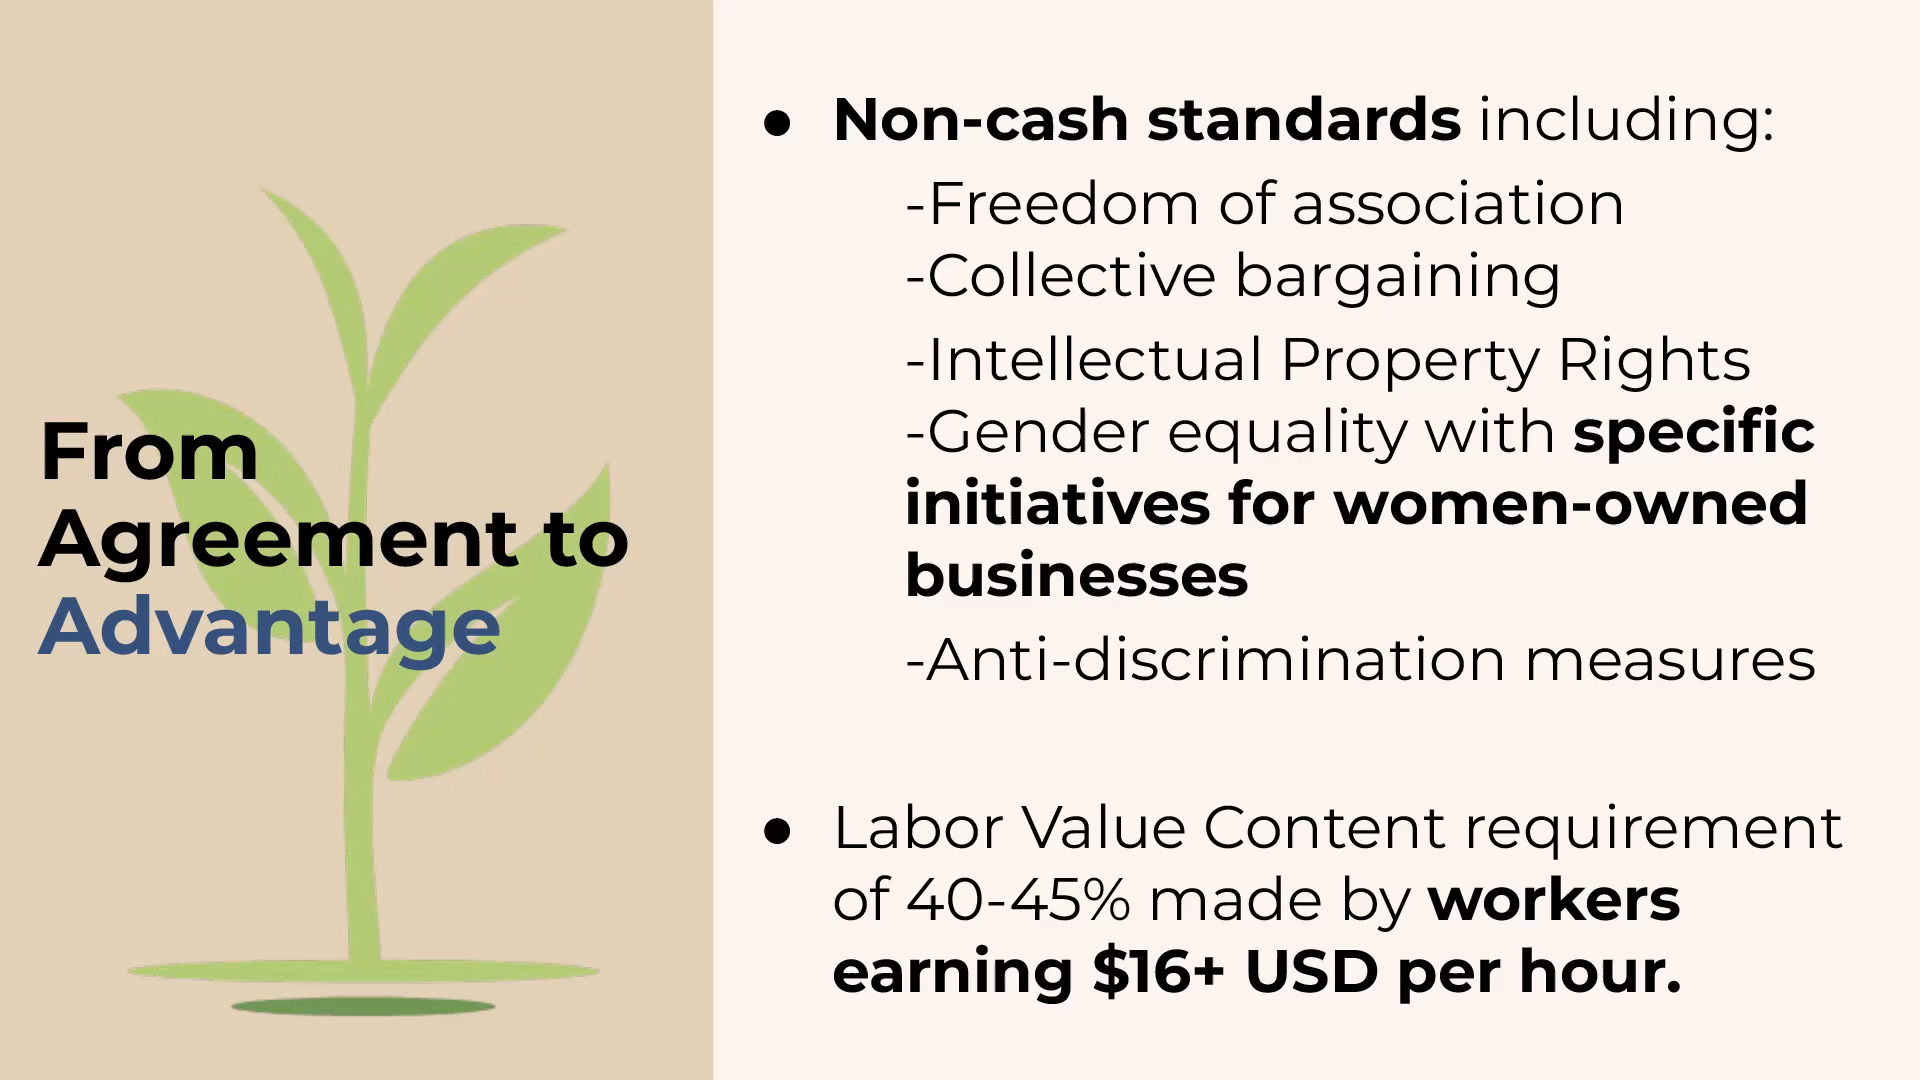 From
Agreement to
Advantage
● Non-cash standards including:
-Freedom of association
-Collective bargaining
-Intellectual Property Rights
-Gender equality with specific
initiatives for women-owned
businesses
-Anti-discrimination measures
● Labor Value Content requirement
of 40-45% made by workers
earning $16+ USD per hour.